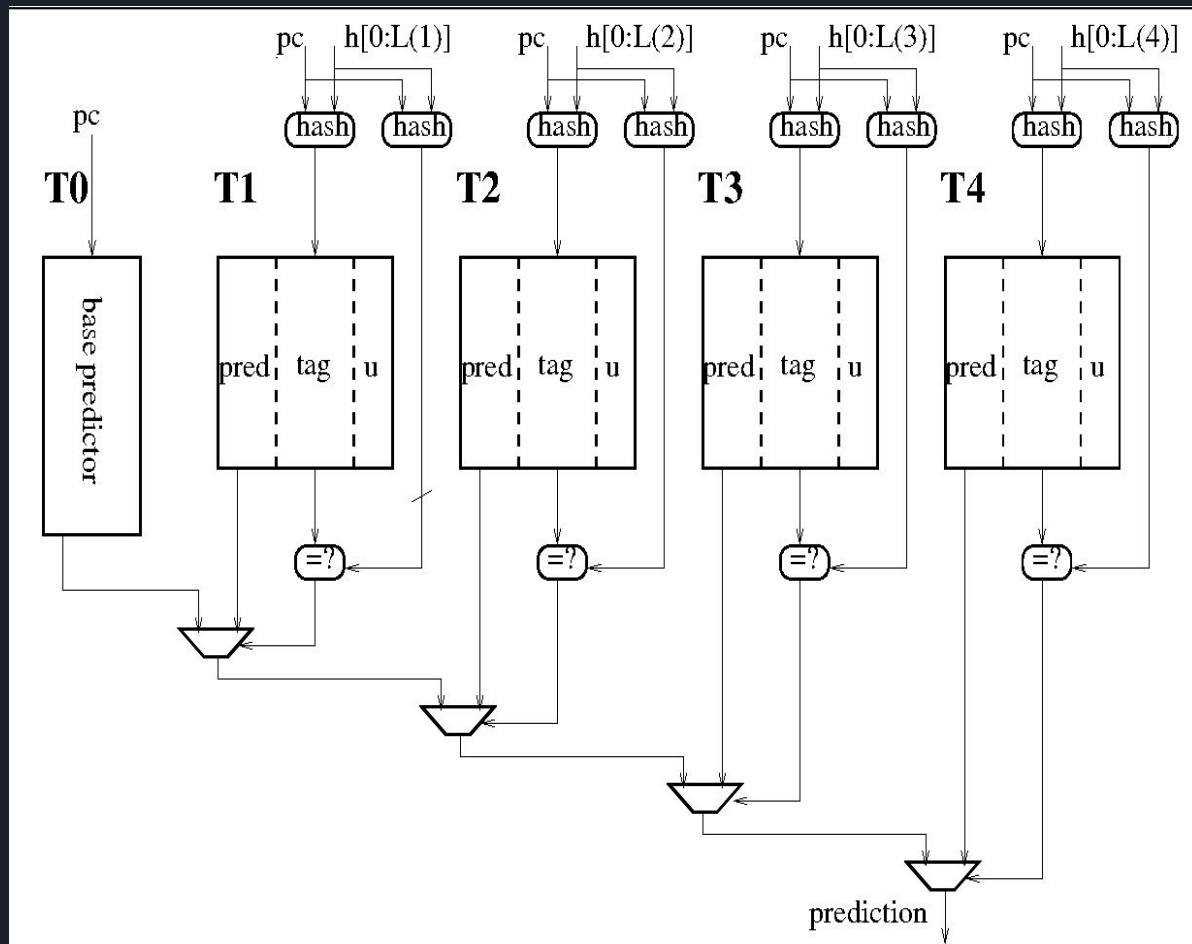 pc h[0:L(1)] pc h[0:L(2)] pc h[0:L(3)] pc h[0:L(4)]
pc
hash hash hash hash hash hash hash hash
T0 T1 T2 T3 T4
base predictor
pred tag u pred tag u pred tag u pred tag u
=? =? =? =?
prediction